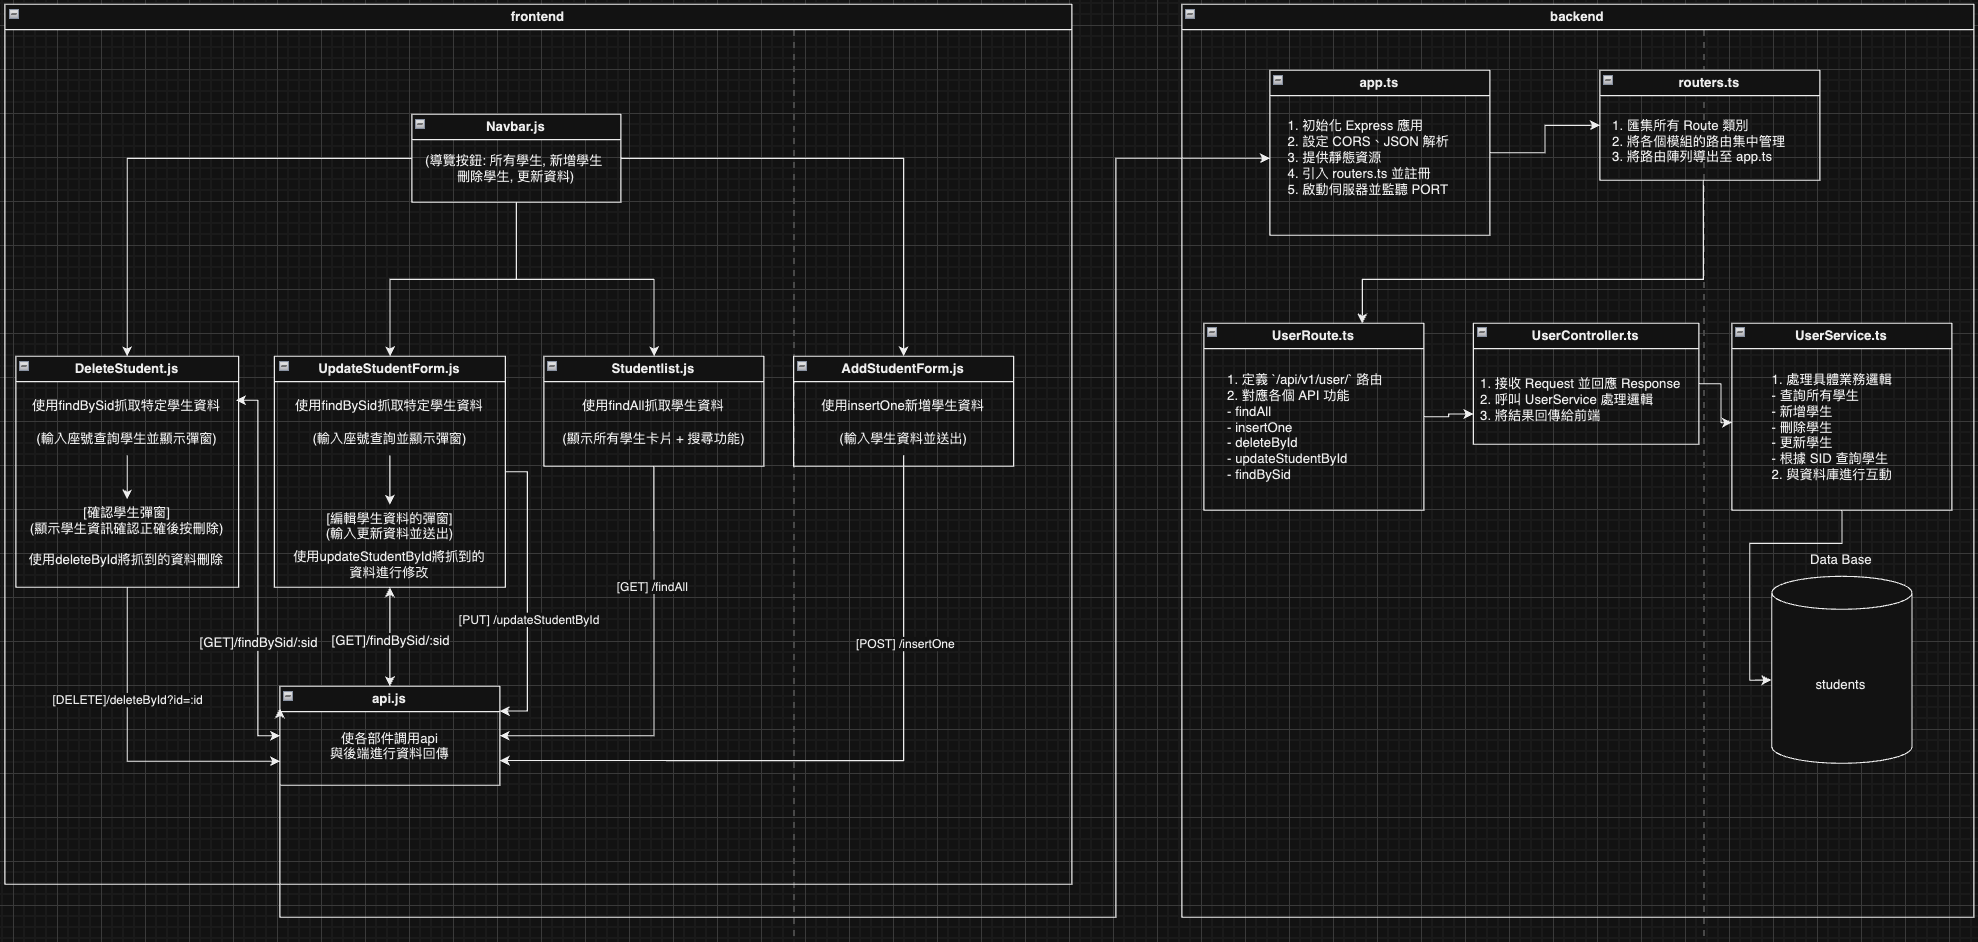 frontend
Navbar.js
(導覽按鈕: 所有學生, 新增學生
刪除學生, 更新資料)
DeleteStudent.js
使用findBySid抓取特定學生資料
(輸入座號查詢學生並顯示彈窗)
[確認學生彈窗]
(顯示學生資訊確認正確後按刪除)
使用deleteById將抓到的資料刪除
UpdateStudentForm.js
使用findBySid抓取特定學生資料
(輸入座號查詢並顯示彈窗)
[編輯學生資料的彈窗]
(輸入更新資料並送出)
使用updateStudentById將抓到的
資料進行修改
Studentlist.js
使用findAll抓取學生資料
(顯示所有學生卡片 + 搜尋功能)
AddStudentForm.js
使用insertOne新增學生資料
(輸入學生資料並送出)
[GET] /findAll
[PUT] /updateStudentById
[GET]/findBySid/:sid
[GET]/findBySid/:sid
[POST] /insertOne
[DELETE]/deleteById?id=:id
api.js
使各部件調用api
與後端進行資料回傳
backend
app.ts
1. 初始化 Express 應用
2. 設定 CORS、JSON 解析
3. 提供靜態資源
4. 引入 routers.ts 並註冊
5. 啟動伺服器並監聽 PORT
routers.ts
1. 匯集所有 Route 類別
2. 將各個模組的路由集中管理
3. 將路由陣列導出至 app.ts
UserRoute.ts
1. 定義 `/api/v1/user/` 路由
2. 對應各個 API 功能
- findAll
- insertOne
- deleteById
- updateStudentById
- findBySid
UserController.ts
1. 接收 Request 並回應 Response
2. 呼叫 UserService 處理邏輯
3. 將結果回傳給前端
UserService.ts
1. 處理具體業務邏輯
- 查詢所有學生
- 新增學生
- 刪除學生
- 更新學生
- 根據 SID 查詢學生
2. 與資料庫進行互動
Data Base
students